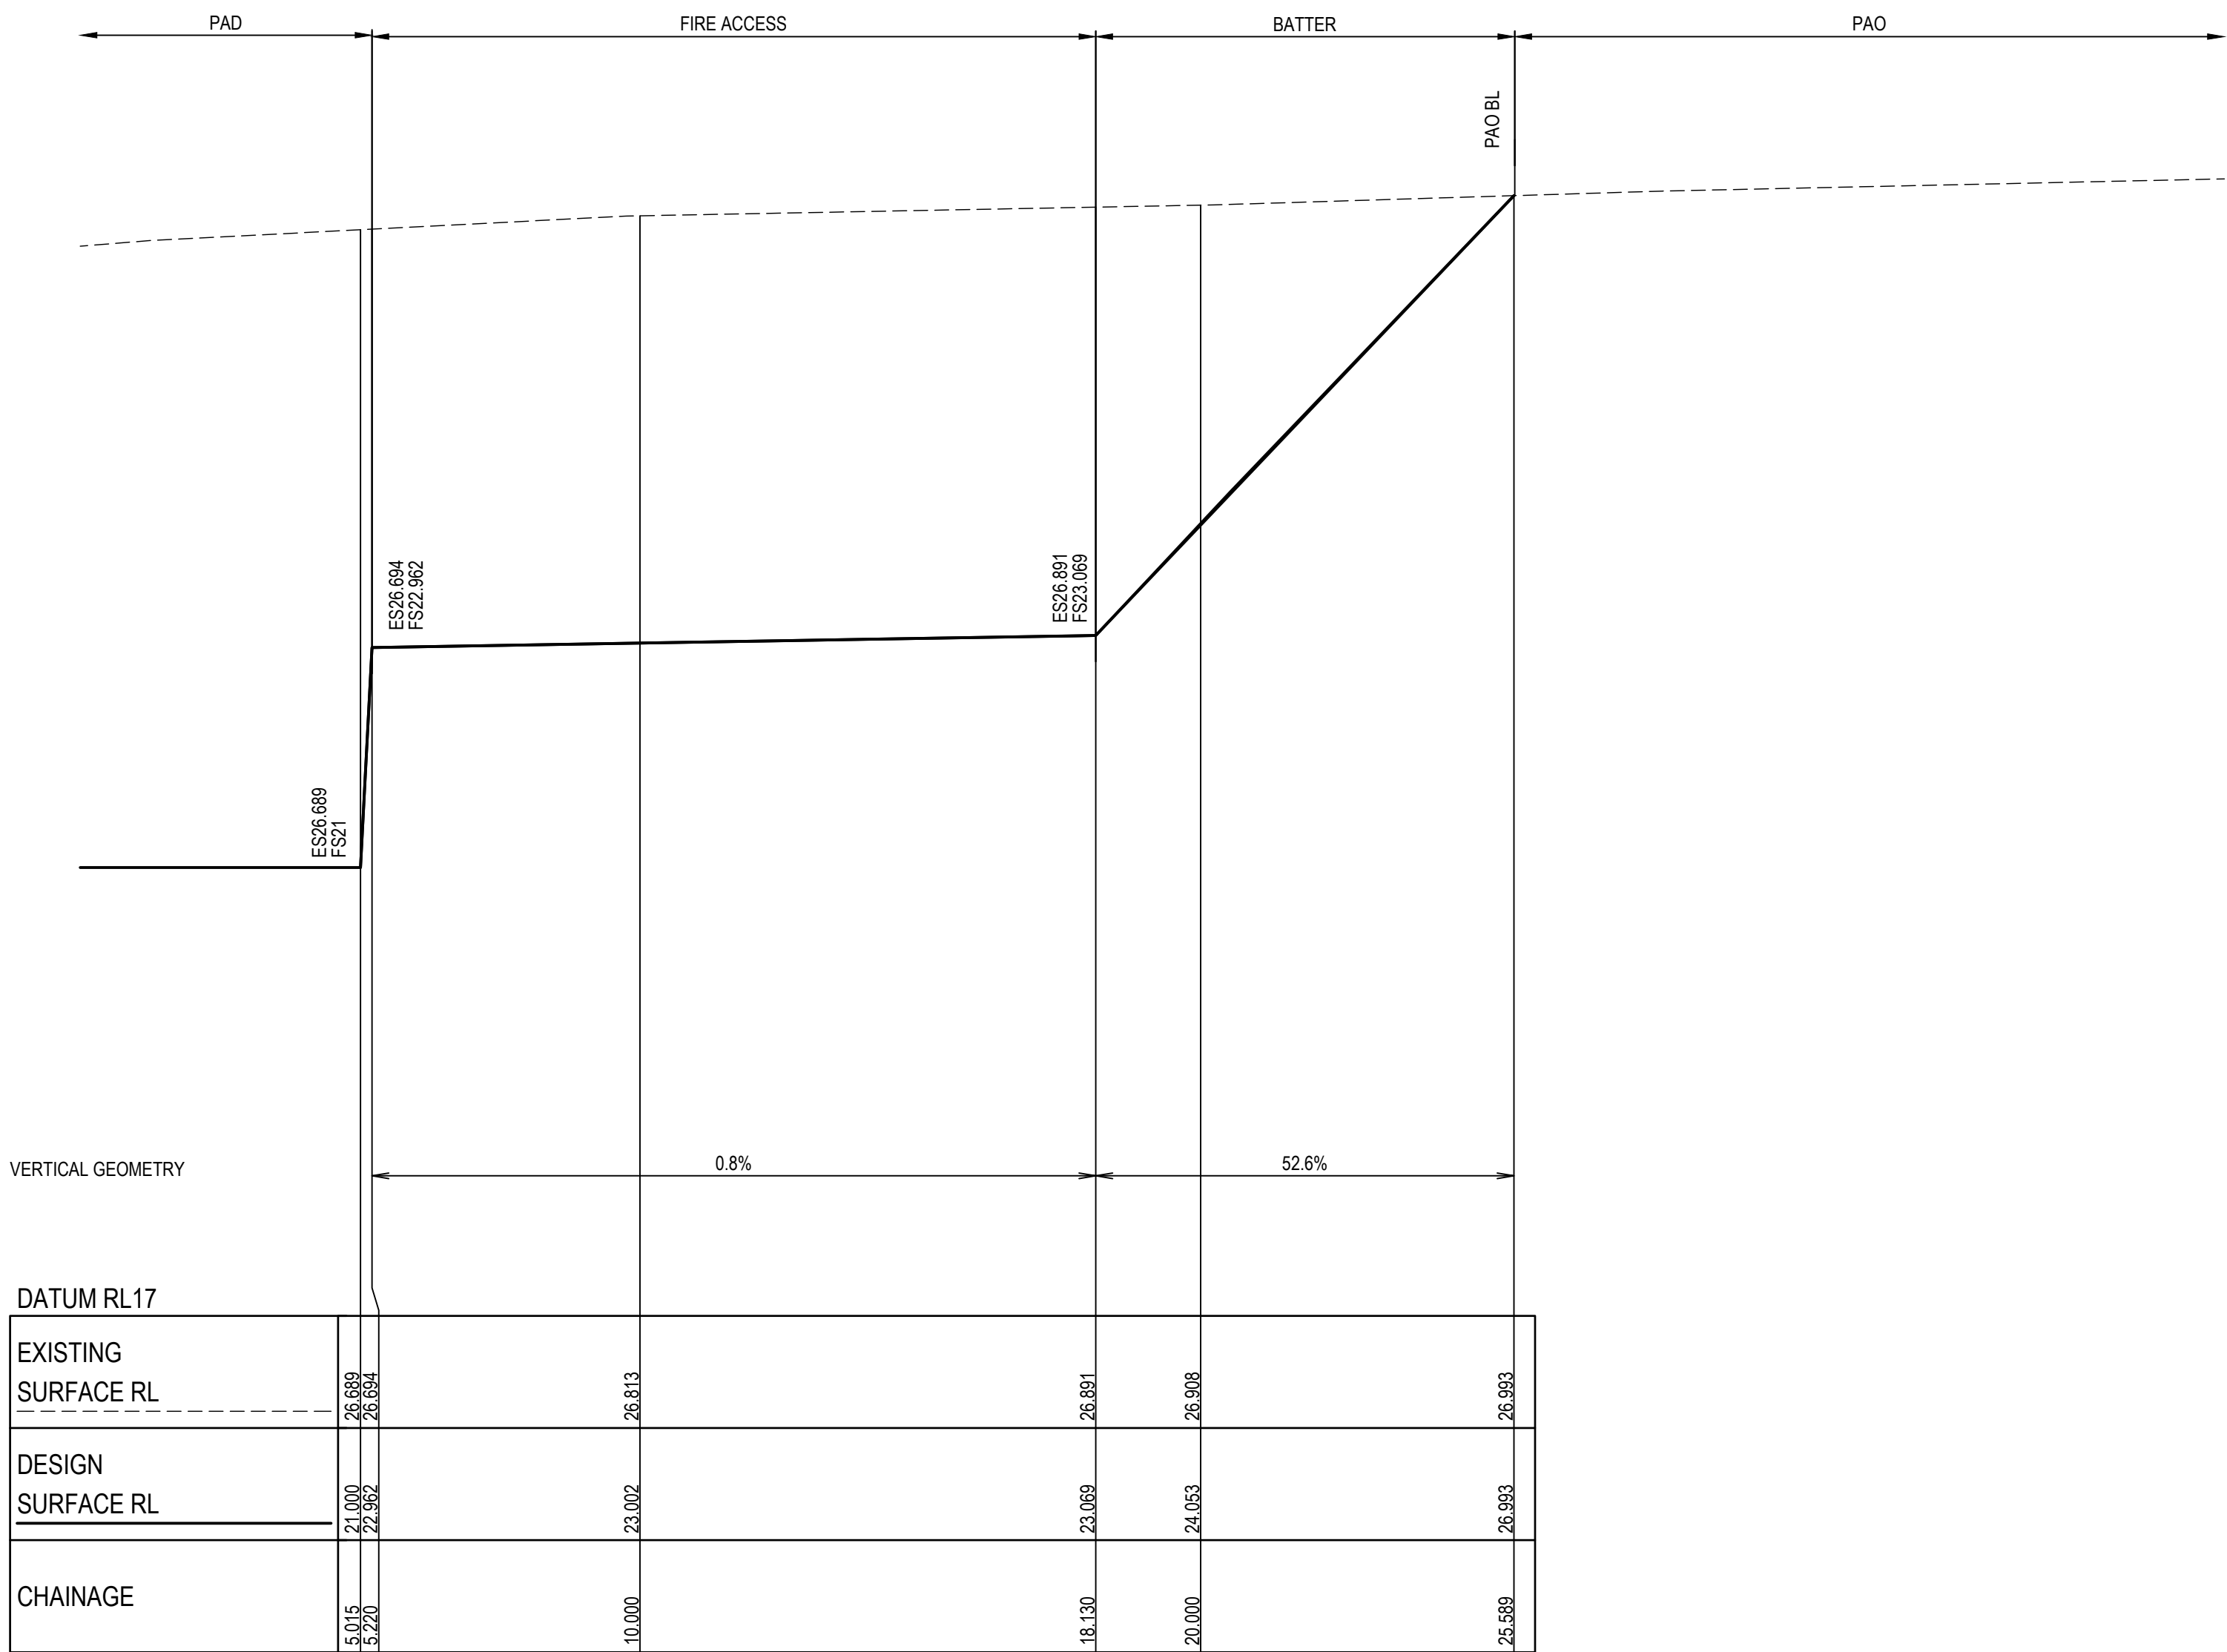 PAD
FIRE ACCESS
BATTER
PAO
PAO BL
ES26.694
FS22.962
ES26.891
FS23.069
ES26.689
FS21
VERTICAL GEOMETRY
0.8%
52.6%
DATUM RL17
EXISTING
SURFACE RL
26.689
26.694
26.813
26.891
26.908
26.993
DESIGN
SURFACE RL
21.000
22.962
23.002
23.069
24.053
26.993
CHAINAGE
5.015
5.220
10.000
18.130
20.000
25.589